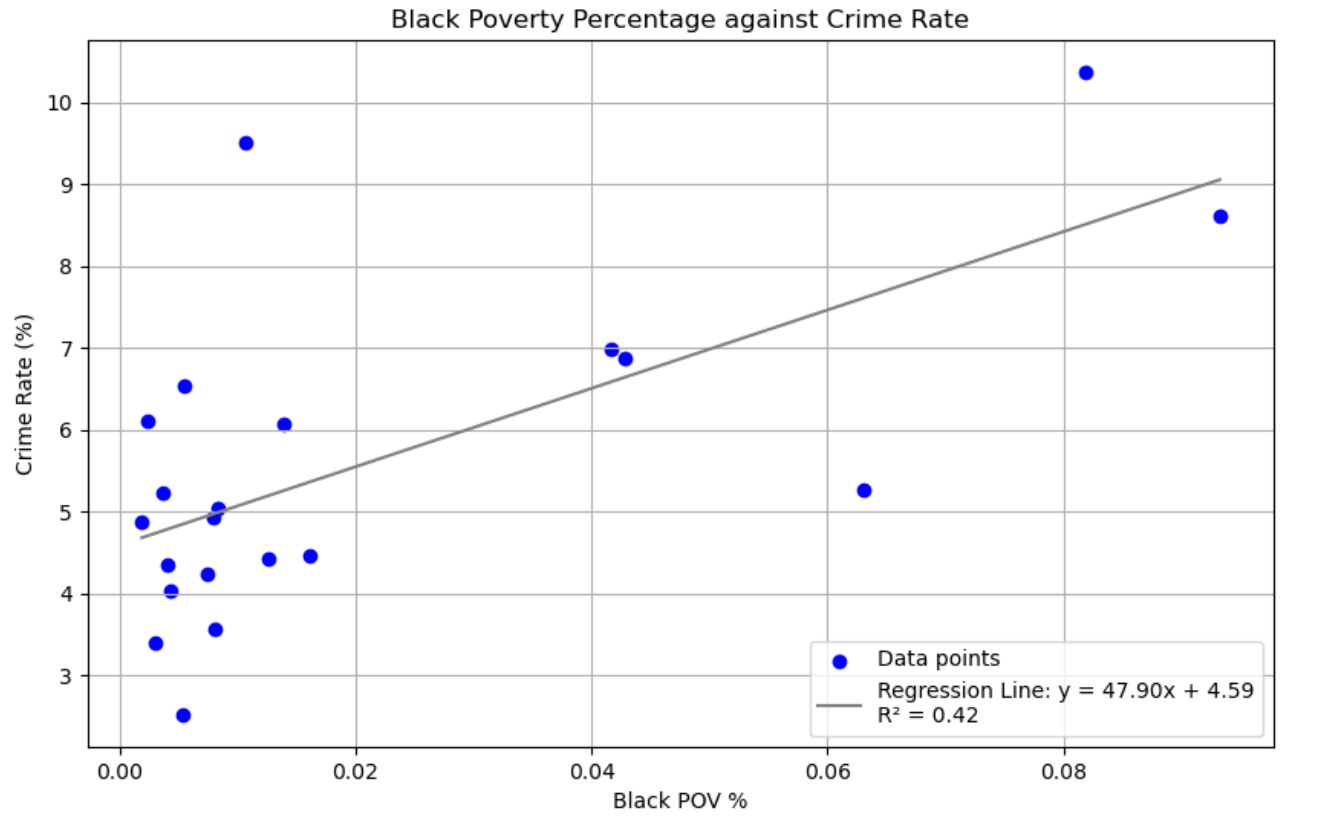 Black Poverty Percentage against Crime Rate
10
9
8
7
6
5
4
3
Crime Rate (%)
Data points
Regression Line: y = 47.90x + 4.59
R² = 0.42
0.00 0.02 0.04 0.06 0.08
Black POV %